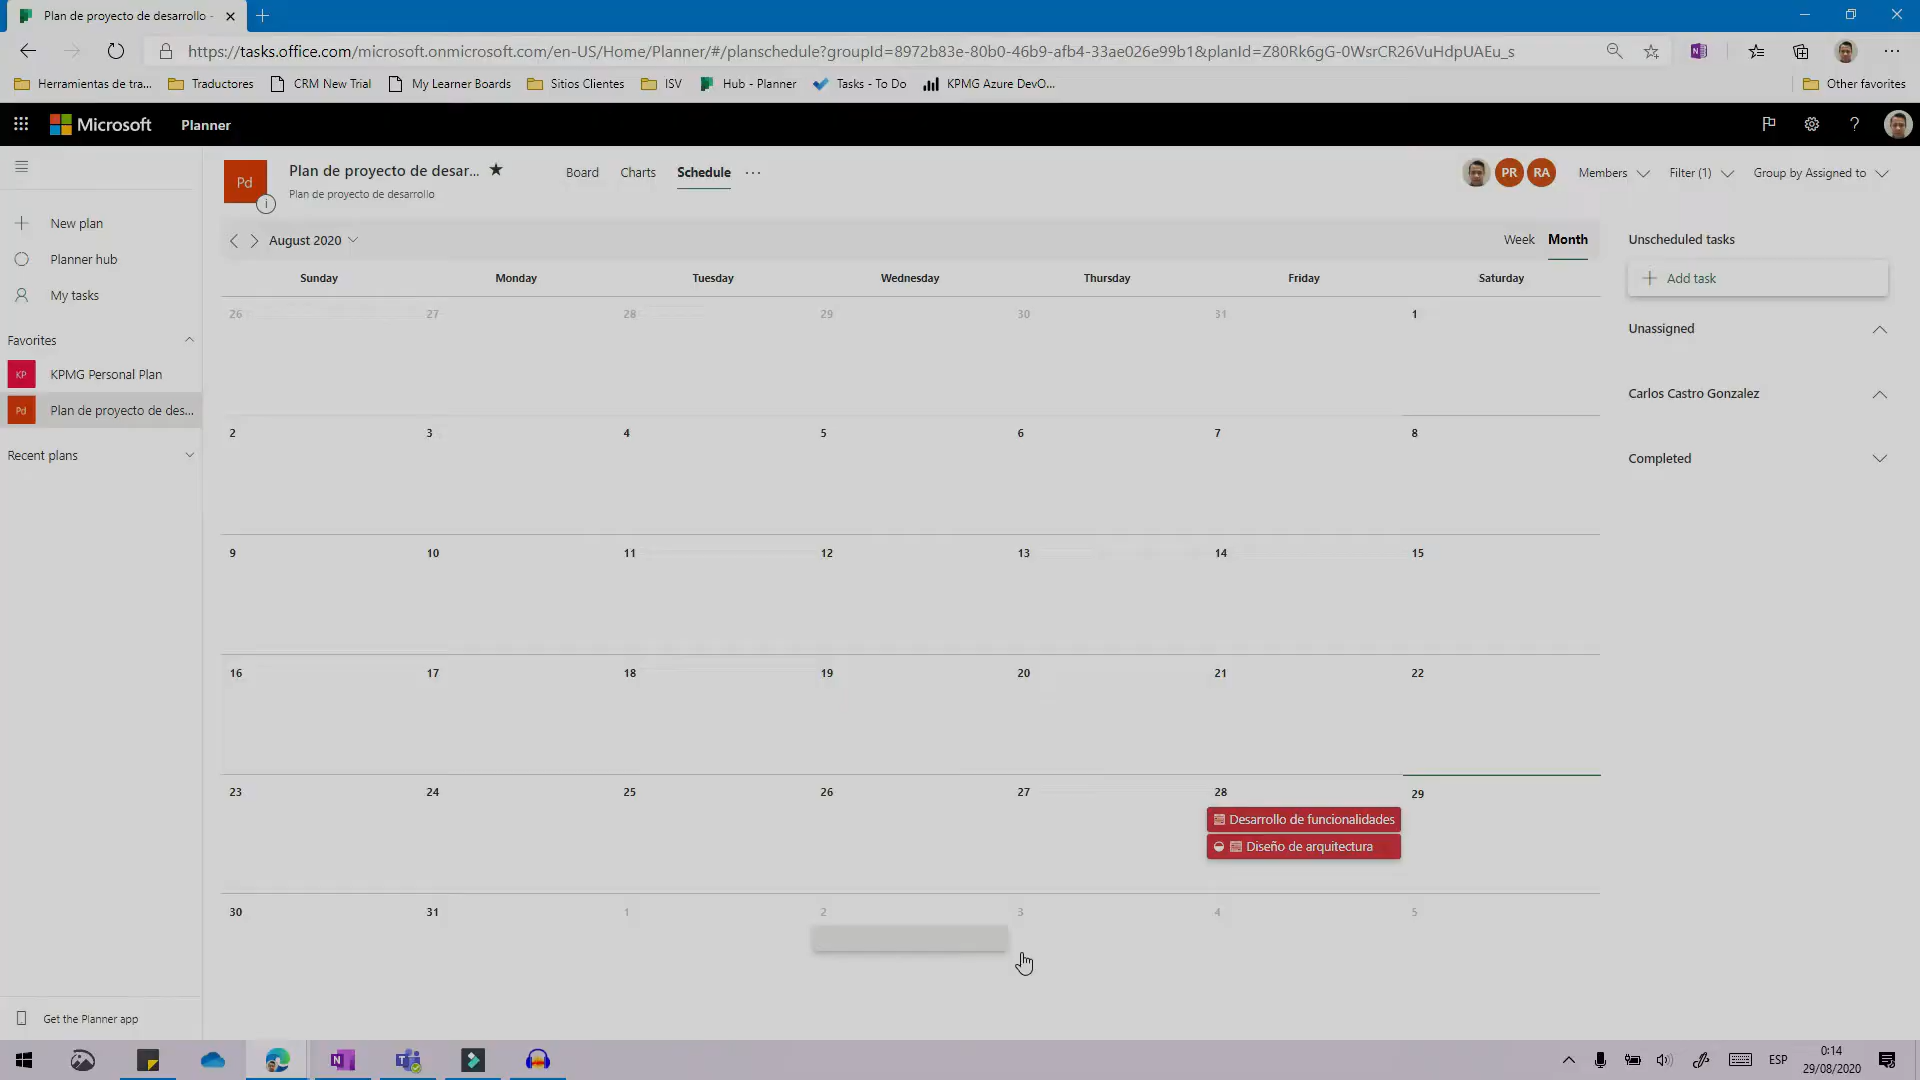 Plan de proyecto de desarrollo -
https://tasks.office.com/microsoft.onmicrosoft.com/en-US/Home/Planner/#/planschedule?groupId=8972b83e-80b0-46b9-afb4-33ae026e99b1&planId=Z80Rk6gG-0WsrCR26VuHdpUAEu_s
Herramientas de tra... Traductores CRM New Trial My Learner Boards Sitios Clientes ISV Hub - Planner Tasks - To Do KPMG Azure DevO... Other favorites
Microsoft Planner ?
Pd Plan de proyecto de desar... Board Charts Schedule ... PR RA Members Filter (1) Group by Assigned to
Plan de proyecto de desarrollo
New plan
Planner hub
My tasks
Favorites
KP KPMG Personal Plan
Pd Plan de proyecto de des...
Recent plans
Get the Planner app
August 2020 Week Month
Sunday Monday Tuesday Wednesday Thursday Friday Saturday
26 27 28 29 30 31 1
2 3 4 5 6 7 8
9 10 11 12 13 14 15
16 17 18 19 20 21 22
23 24 25 26 27 28 29
Desarrollo de funcionalidades
Diseño de arquitectura
30 31 1 2 3 4 5
Unscheduled tasks
Add task
Unassigned
Carlos Castro Gonzalez
Completed
ESP 0:14
29/08/2020